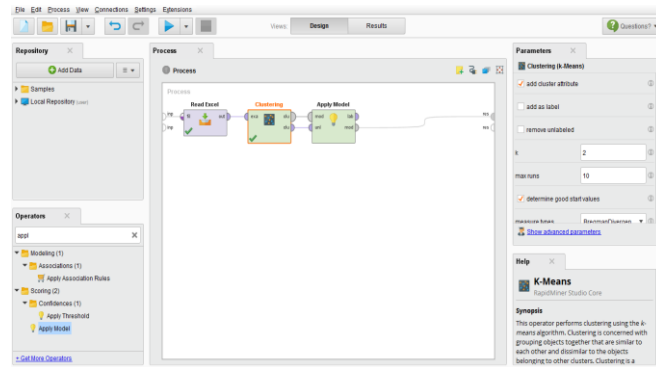 File Edit Process View Connections Settings Extensions
Views: Design Results
Questions?
Repository
Add Data
Samples
Local Repository (user)
Process
Process
Process
inp
inp
Read Excel
fil
out
Clustering
exa
clu
clu
Apply Model
mod
unl
lab
mod
res
res
Operators
appl
Modeling (1)
Associations (1)
Apply Association Rules
Scoring (2)
Confidences (1)
Apply Threshold
Apply Model
+ Get More Operators
Parameters
Clustering (k-Means)
add cluster attribute
add as label
remove unlabeled
k 2
max runs 10
determine good start values
measure types BregmanDivergen...
Show advanced parameters
Help
K-Means
RapidMiner Studio Core
Synopsis
This operator performs clustering using the k-
means algorithm. Clustering is concerned with
grouping objects together that are similar to
each other and dissimilar to the objects
belonging to other clusters. Clustering is a